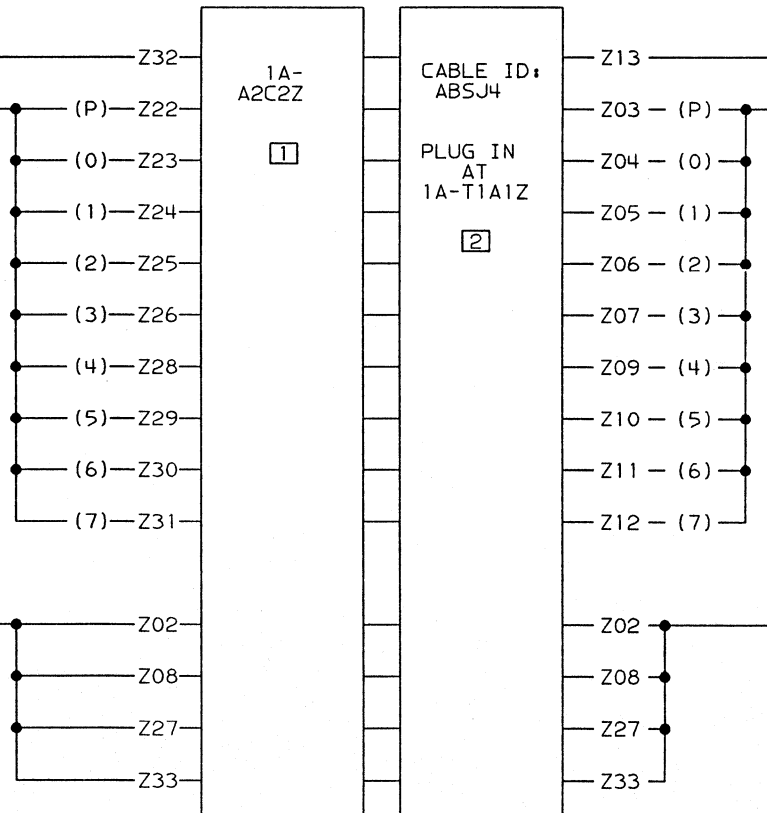 Z32
1A-
A2C2Z
1
CABLE ID:
ABSJ4
PLUG IN
AT
1A-T1A1Z
2
Z13
(P) Z22
Z03 (P)
(0) Z23
Z04 (0)
(1) Z24
Z05 (1)
(2) Z25
Z06 (2)
(3) Z26
Z07 (3)
(4) Z28
Z09 (4)
(5) Z29
Z10 (5)
(6) Z30
Z11 (6)
(7) Z31
Z12 (7)
Z02
Z02
Z08
Z08
Z27
Z27
Z33
Z33